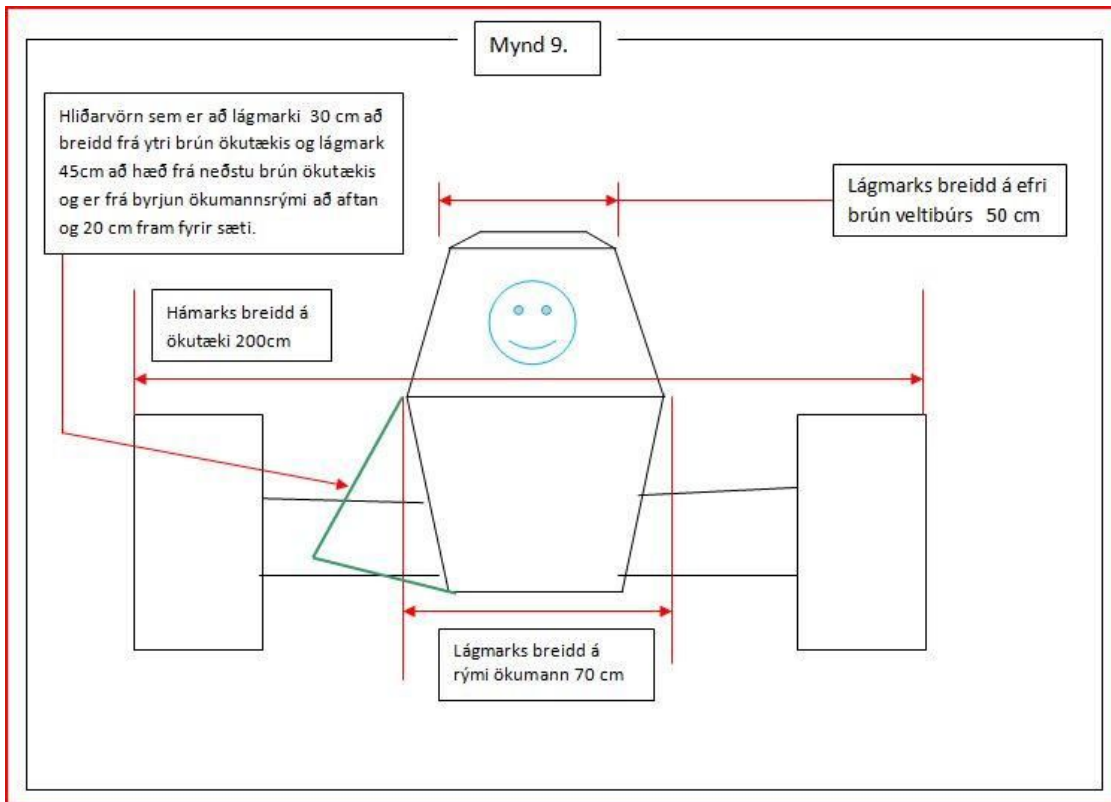 Mynd 9.
Hliðarvörn sem er að lágmarki 30 cm að
breidd frá ytri brún ökutækis og lágmark
45cm að hæð frá neðstu brún ökutækis
og er frá byrjun ökumannsrými að aftan
og 20 cm fram fyrir sæti.
Lágmarks breidd á efri
brún veltibúrs 50 cm
Hámarks breidd á
ökutæki 200cm
Lágmarks breidd á
rými ökumann 70 cm